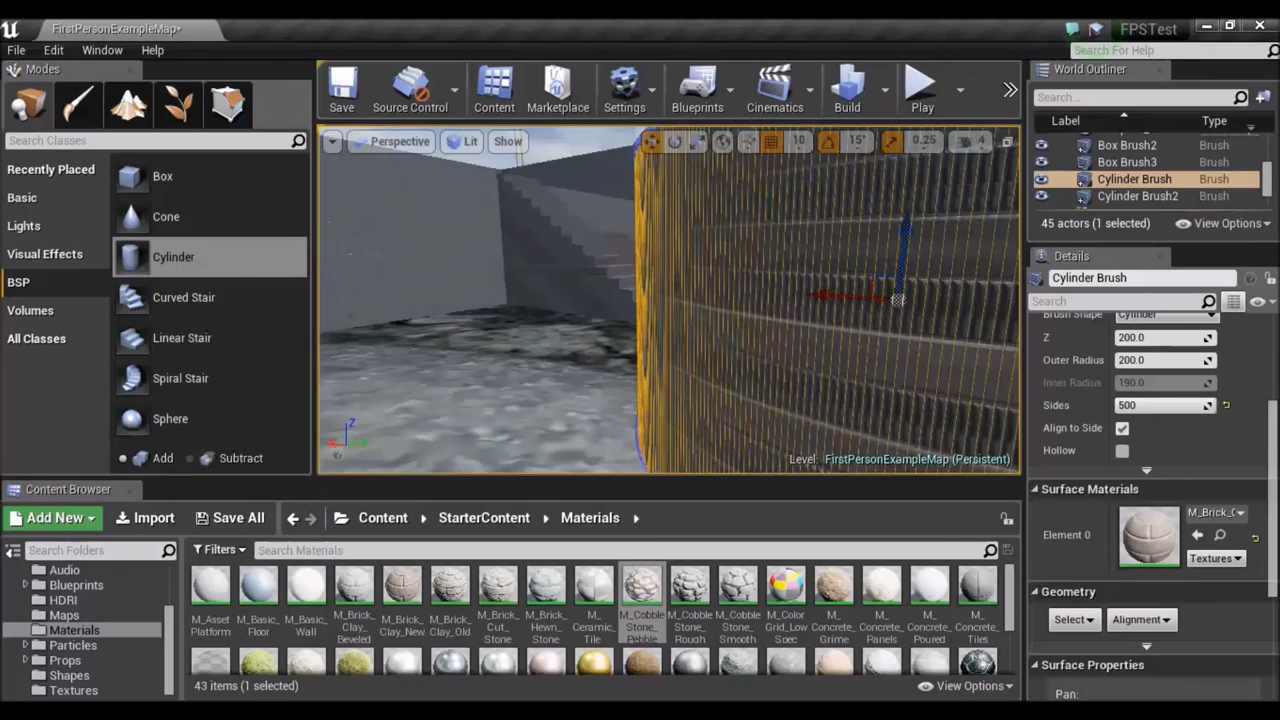 FirstPersonExampleMap*
FPSTest
File Edit Window Help
Search For Help
Modes
Search Classes
Recently Placed
Basic
Lights
Visual Effects
BSP
Volumes
All Classes
Box
Cone
Cylinder
Curved Stair
Linear Stair
Spiral Stair
Sphere
Add Subtract
Save Source Control Content Marketplace Settings Blueprints Cinematics Build Play
Perspective Lit Show 10 15° 0.25 4
Z
Level: FirstPersonExampleMap (Persistent)
World Outliner
Search...
Label Type
Box Brush2 Brush
Box Brush3 Brush
Cylinder Brush Brush
Cylinder Brush2 Brush
45 actors (1 selected) View Options
Details
Cylinder Brush
Search
Brush Shape Cylinder
Z 200.0
Outer Radius 200.0
Inner Radius 190.0
Sides 500
Align to Side
Hollow
Surface Materials
Element 0 M_Brick_C
Textures
Geometry
Select Alignment
Surface Properties
Pan:
Content Browser
Add New Import Save All Content StarterContent Materials
Search Folders
Audio
Blueprints
HDRI
Maps
Materials
Particles
Props
Shapes
Textures
Filters Search Materials
M_Asset Platform
M_Basic_Floor
M_Basic_Wall
M_Brick_Clay_Beveled
M_Brick_Clay_New
M_Brick_Clay_Old
M_Brick_Cut_Stone
M_Brick_Hewn_Stone
M_Ceramic_Tile
M_Cobble Stone_Pebble
M_Cobble Stone_Rough
M_Cobble Stone_Smooth
M_Color Grid_Low Spec
M_Concrete_Grime
M_Concrete_Panels
M_Concrete_Poured
M_Concrete_Tiles
43 items (1 selected) View Options